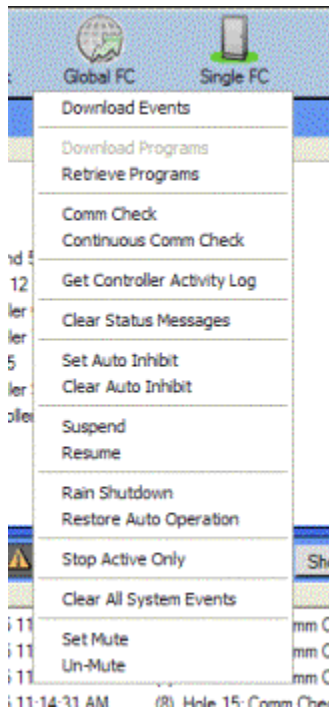 Global FC Single FC
Download Events
Download Programs
Retrieve Programs
Comm Check
Continuous Comm Check
Get Controller Activity Log
Clear Status Messages
Set Auto Inhibit
Clear Auto Inhibit
Suspend
Resume
Rain Shutdown
Restore Auto Operation
Stop Active Only
Clear All System Events
Set Mute
Un-Mute
11:14:31 AM (8) Hole 15: Comm Chec